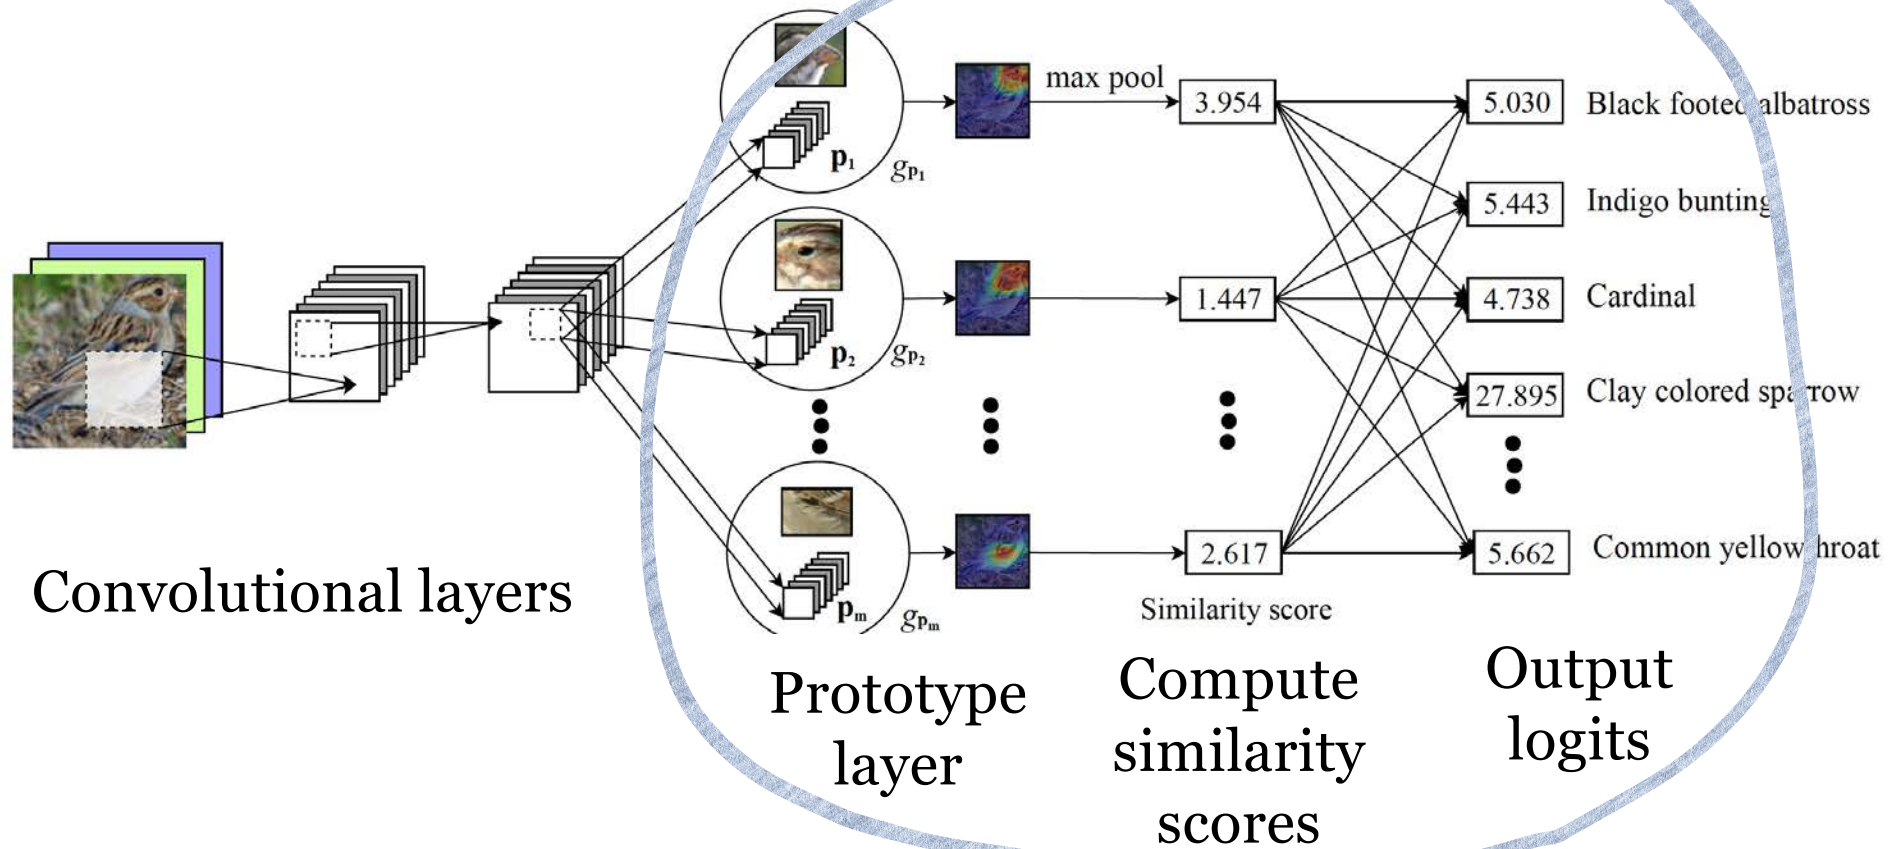 max pool
3.954
5.030
Black footed albatross
p1
gp1
5.443
Indigo bunting
1.447
4.738
Cardinal
p2
gp2
27.895
Clay colored sparrow
2.617
5.662
Common yellowthroat
pm
gpm
Similarity score
Convolutional layers
Prototype
layer
Compute
similarity
scores
Output
logits